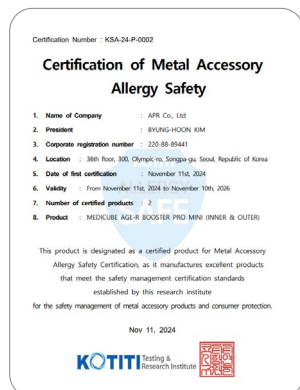 Certification Number : KSA-24-P-0002
Certification of Metal Accessory
Allergy Safety
1. Name of Company : APR Co., Ltd
2. President : BYUNG-HOON KIM
3. Corporate registration number : 220-88-89441
4. Location : 36th floor, 300, Olympic-ro, Songpa-gu, Seoul, Republic of Korea
5. Date of first certification : November 11st, 2024
6. Validity : From November 11st, 2024 to November 10th, 2026
7. Number of certified products : 2
8. Product : MEDICUBE AGE-R BOOSTER PRO MINI (INNER & OUTER)
SAFE
This product is designated as a certified product for Metal Accessory
Allergy Safety Certification, as it manufactures excellent products
that meet the safety management certification standards
established by this research institute
for the safety management of metal accessory products and consumer protection.
Nov 11, 2024
KOTITI Testing &
Research Institute